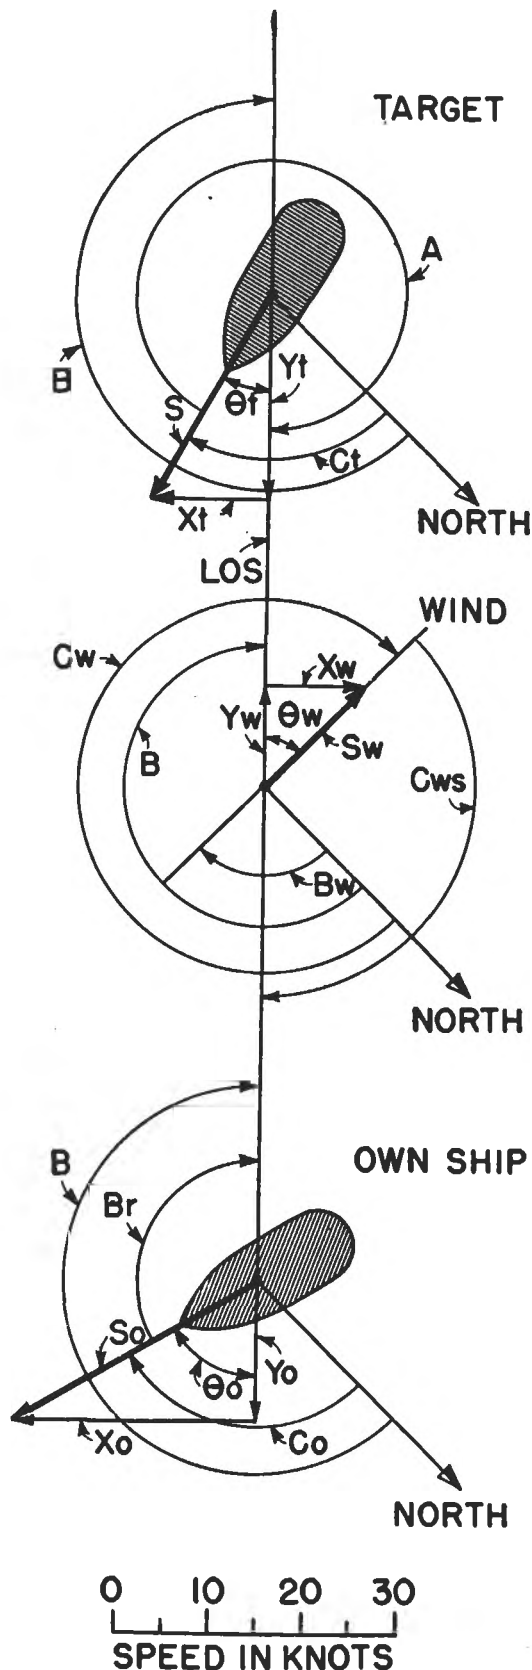 TARGET
A
B
Yt
Θt
S
Ct
Xt
NORTH
LOS
WIND
Cw
Xw
Yw
Θw
Sw
B
Cws
Bw
NORTH
B
OWN SHIP
Br
So
Yo
Θo
Xo
Co
NORTH
0 10 20 30
SPEED IN KNOTS